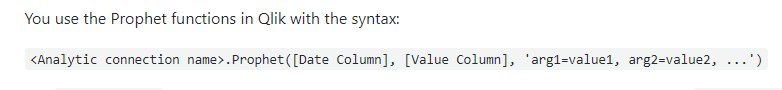 You use the Prophet functions in Qlik with the syntax:
<Analytic connection name>.Prophet([Date Column], [Value Column], 'arg1=value1, arg2=value2, ...')